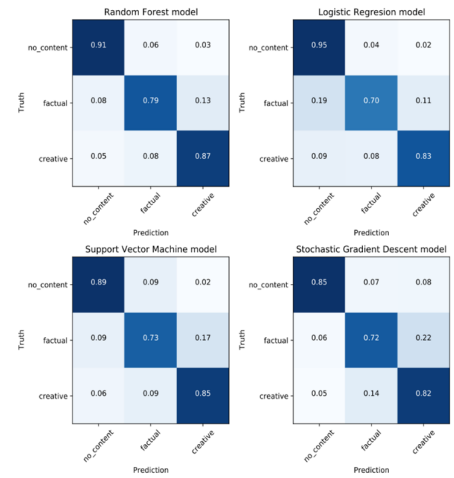 Random Forest model
no_content
factual
creative
Truth
0.91 0.06 0.03
0.08 0.79 0.13
0.05 0.08 0.87
no_content factual creative
Prediction
Logistic Regresion model
no_content
factual
creative
Truth
0.95 0.04 0.02
0.19 0.70 0.11
0.09 0.08 0.83
no_content factual creative
Prediction
Support Vector Machine model
no_content
factual
creative
Truth
0.89 0.09 0.02
0.09 0.73 0.17
0.06 0.09 0.85
no_content factual creative
Prediction
Stochastic Gradient Descent model
no_content
factual
creative
Truth
0.85 0.07 0.08
0.06 0.72 0.22
0.05 0.14 0.82
no_content factual creative
Prediction